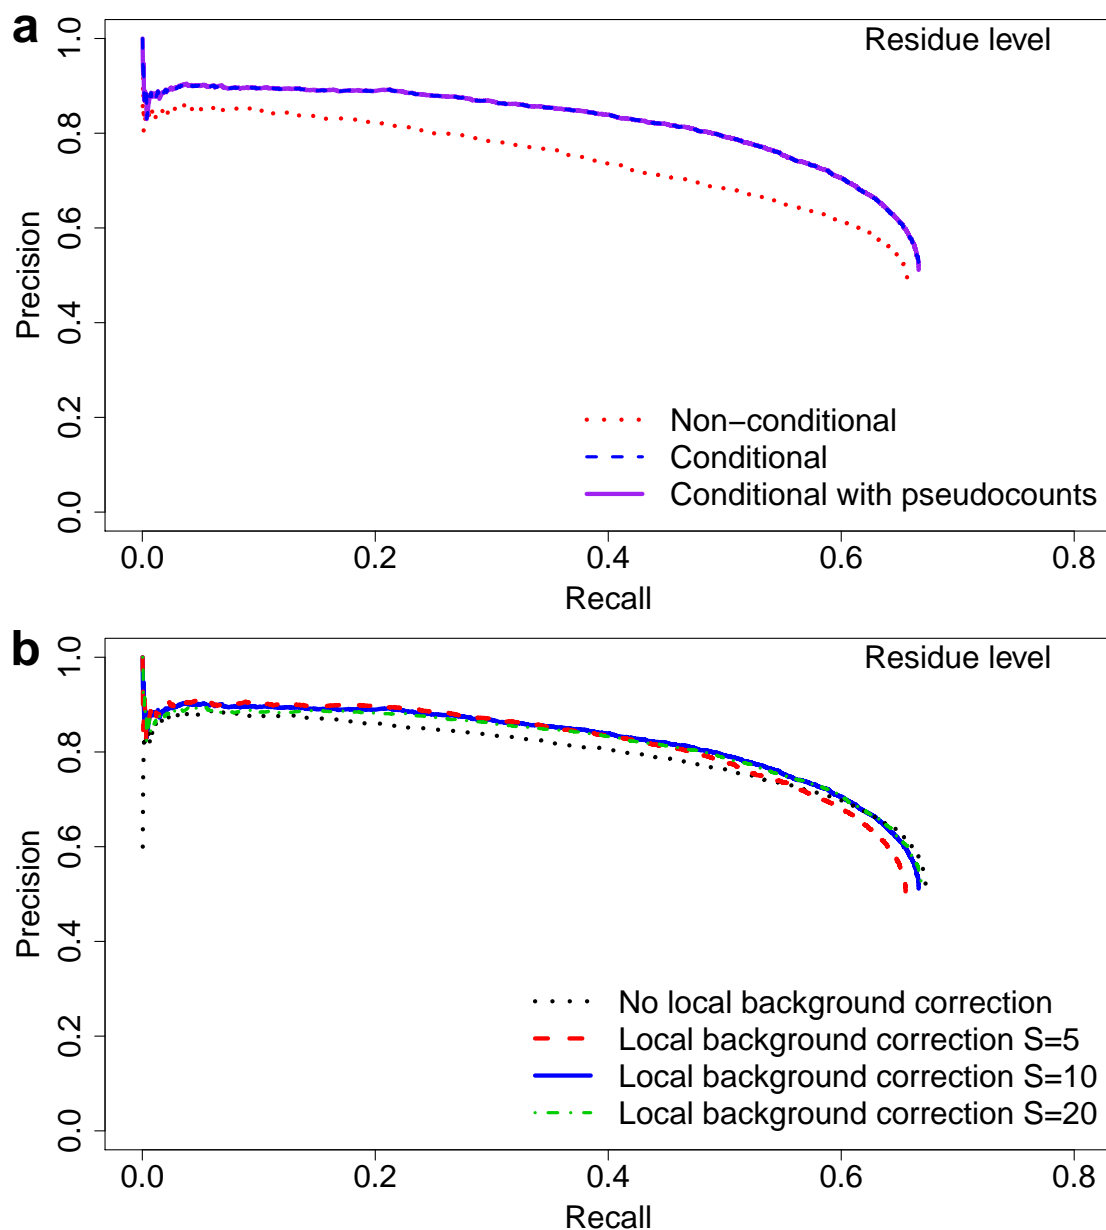 a
Residue level
1.0
0.8
0.6
0.4
0.2
0.0
Precision
Non−conditional
Conditional
Conditional with pseudocounts
0.0 0.2 0.4 0.6 0.8
Recall
b
Residue level
1.0
0.8
0.6
0.4
0.2
0.0
Precision
No local background correction
Local background correction S=5
Local background correction S=10
Local background correction S=20
0.0 0.2 0.4 0.6 0.8
Recall